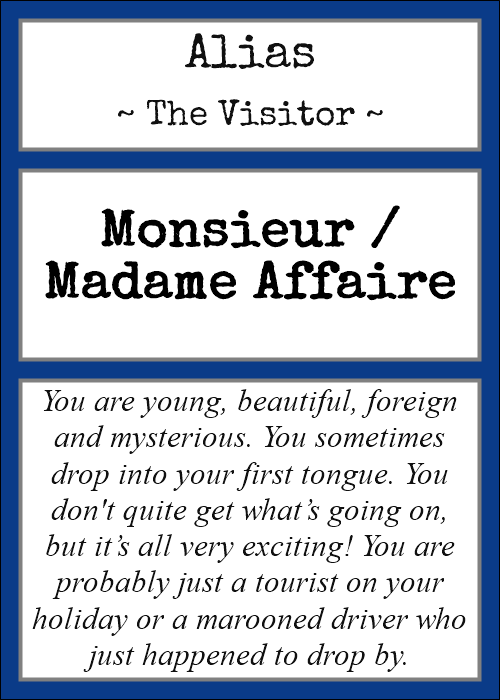 Alias
~ The Visitor ~
Monsieur /
Madame Affaire
You are young, beautiful, foreign
and mysterious. You sometimes
drop into your first tongue. You
don't quite get what’s going on,
but it’s all very exciting! You are
probably just a tourist on your
holiday or a marooned driver who
just happened to drop by.